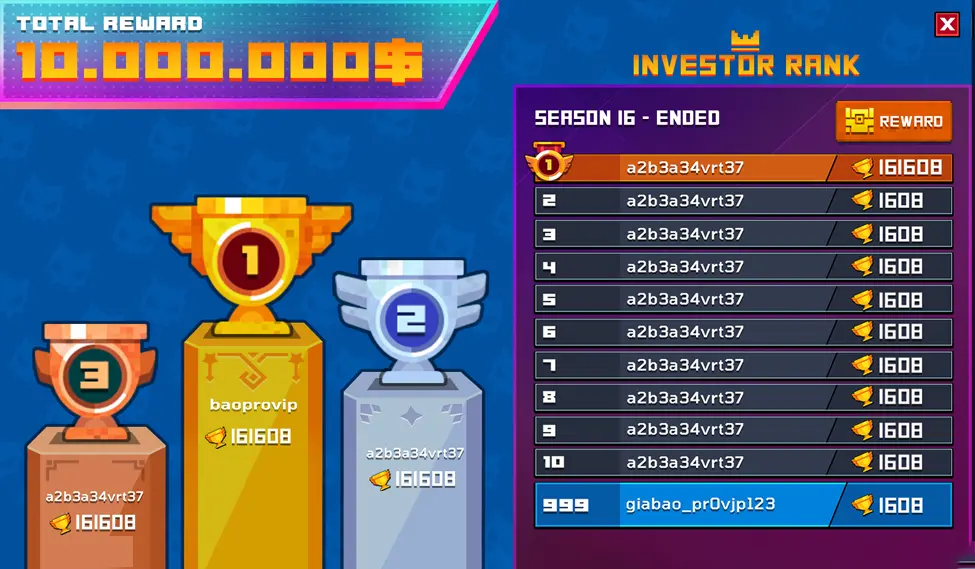 TOTAL REWARD
10.000.000$
X
INVESTOR RANK
SEASON 16 - ENDED
REWARD
1 a2b3a34vrt37 161608
2 a2b3a34vrt37 1608
3 a2b3a34vrt37 1608
4 a2b3a34vrt37 1608
5 a2b3a34vrt37 1608
6 a2b3a34vrt37 1608
7 a2b3a34vrt37 1608
8 a2b3a34vrt37 1608
9 a2b3a34vrt37 1608
10 a2b3a34vrt37 1608
999 giabao_pr0vjp123 1608
1
baoprovip
161608
2
a2b3a34vrt37
161608
3
a2b3a34vrt37
161608